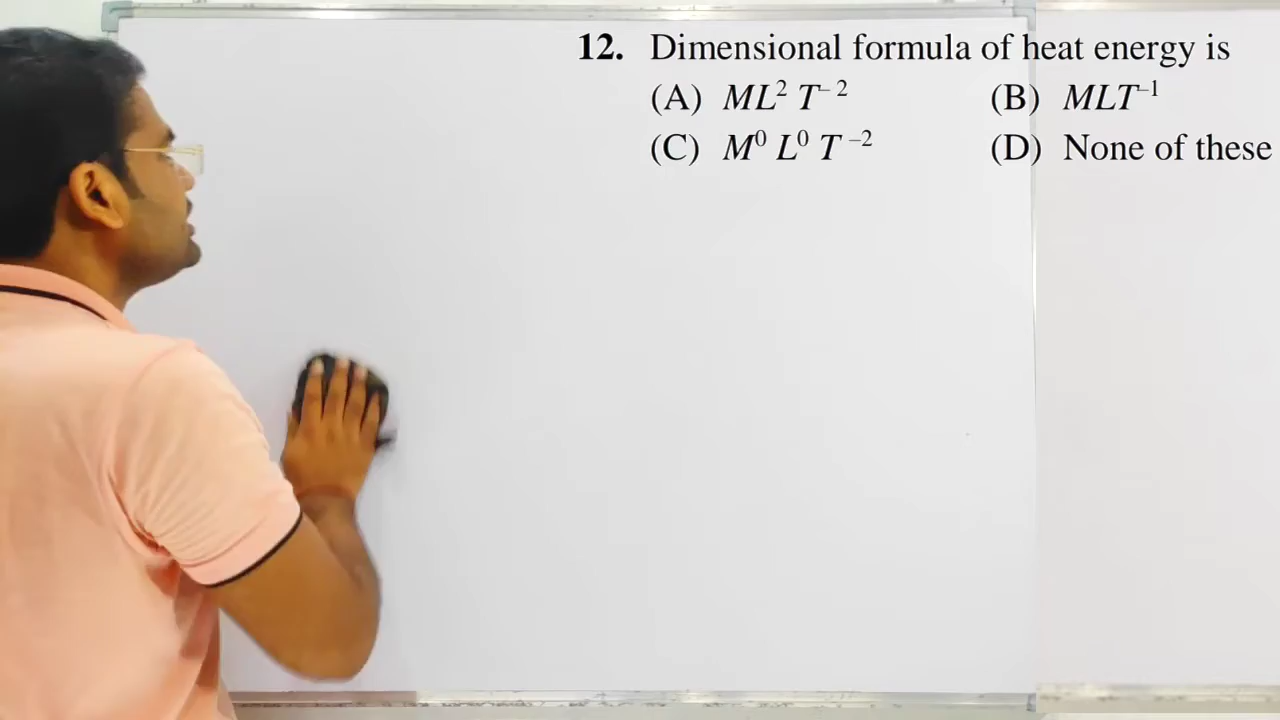 12. Dimensional formula of heat energy is
(A) ML² T⁻² (B) MLT⁻¹
(C) M⁰ L⁰ T⁻² (D) None of these